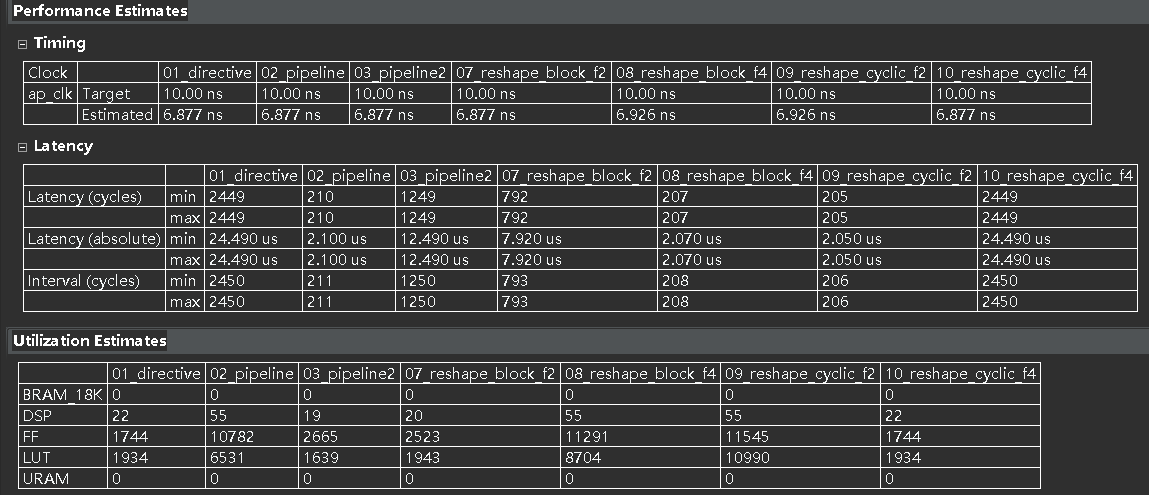 Performance Estimates
Timing
Clock 01_directive 02_pipeline 03_pipeline2 07_reshape_block_f2 08_reshape_block_f4 09_reshape_cyclic_f2 10_reshape_cyclic_f4
ap_clk Target 10.00 ns 10.00 ns 10.00 ns 10.00 ns 10.00 ns 10.00 ns 10.00 ns
Estimated 6.877 ns 6.877 ns 6.877 ns 6.877 ns 6.926 ns 6.926 ns 6.877 ns
Latency
01_directive 02_pipeline 03_pipeline2 07_reshape_block_f2 08_reshape_block_f4 09_reshape_cyclic_f2 10_reshape_cyclic_f4
Latency (cycles) min 2449 210 1249 792 207 205 2449
max 2449 210 1249 792 207 205 2449
Latency (absolute) min 24.490 us 2.100 us 12.490 us 7.920 us 2.070 us 2.050 us 24.490 us
max 24.490 us 2.100 us 12.490 us 7.920 us 2.070 us 2.050 us 24.490 us
Interval (cycles) min 2450 211 1250 793 208 206 2450
max 2450 211 1250 793 208 206 2450
Utilization Estimates
01_directive 02_pipeline 03_pipeline2 07_reshape_block_f2 08_reshape_block_f4 09_reshape_cyclic_f2 10_reshape_cyclic_f4
BRAM_18K 0 0 0 0 0 0 0
DSP 22 55 19 20 55 55 22
FF 1744 10782 2665 2523 11291 11545 1744
LUT 1934 6531 1639 1943 8704 10990 1934
URAM 0 0 0 0 0 0 0